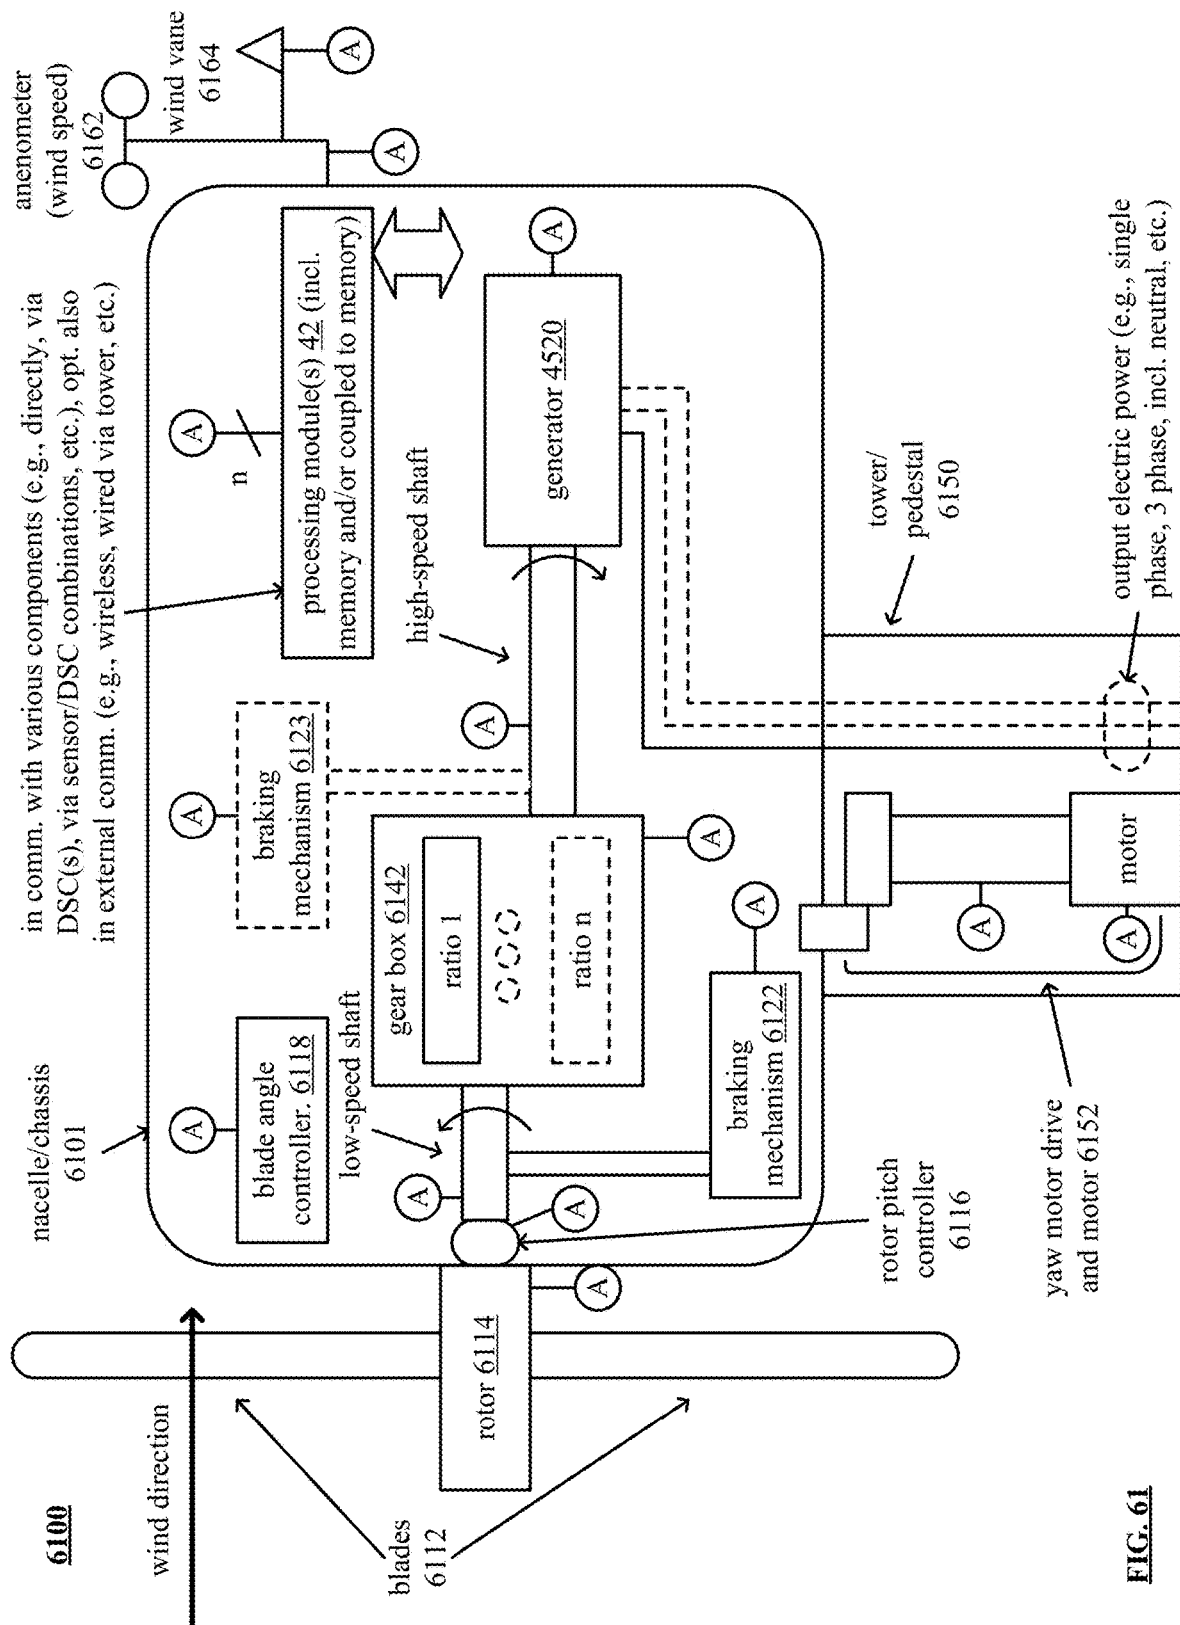 6100
wind direction
nacelle/chassis
6101
in comm. with various components (e.g., directly, via
DSC(s), via sensor/DSC combinations, etc.), opt. also
in external comm. (e.g., wireless, wired via tower, etc.)
anenometer
(wind speed)
6162
wind vane
6164
A
A
A
blade angle
controller. 6118
A
braking
mechanism 6123
A
n
processing module(s) 42 (incl.
memory and/or coupled to memory)
blades
6112
rotor 6114
A
A
A
low-speed shaft
gear box 6142
ratio 1
ratio n
A
A
high-speed shaft
generator 4520
A
braking
mechanism 6122
A
rotor pitch
controller
6116
yaw motor drive
and motor 6152
A
A
motor
tower/
pedestal
6150
output electric power (e.g., single
phase, 3 phase, incl. neutral, etc.)
FIG. 61